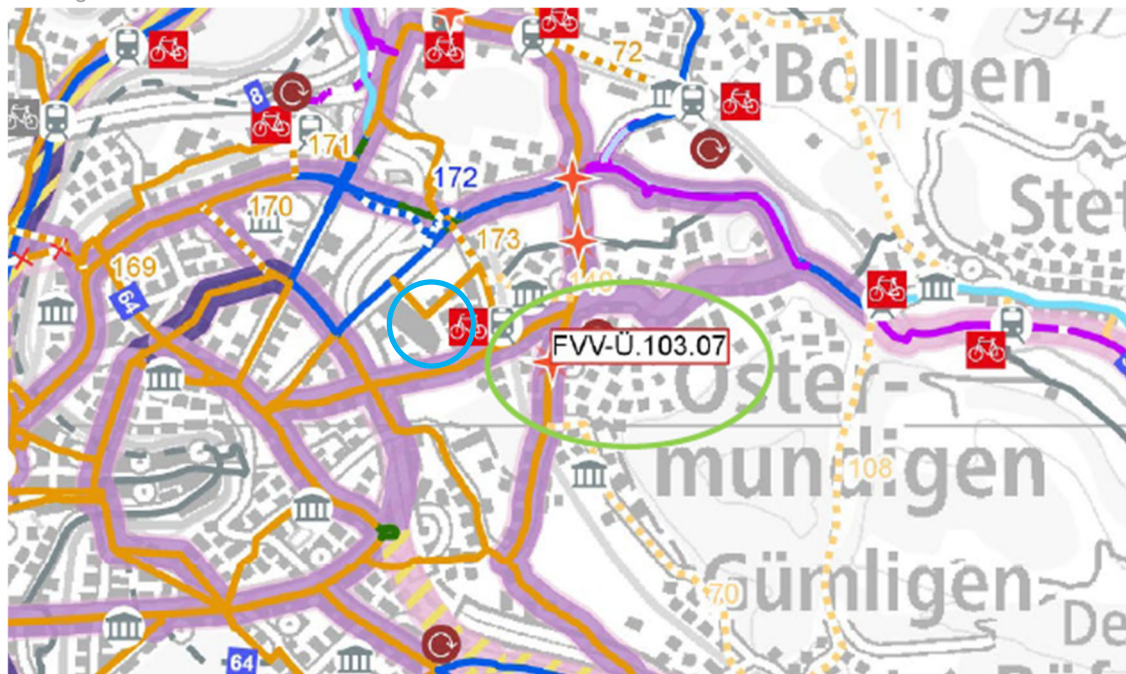 947
72
Bolligen
8
71
171
172
Stet
170
173
169
64
FVV-Ü.103.07
Oster-
mundigen
108
70
Gümligen
De
64